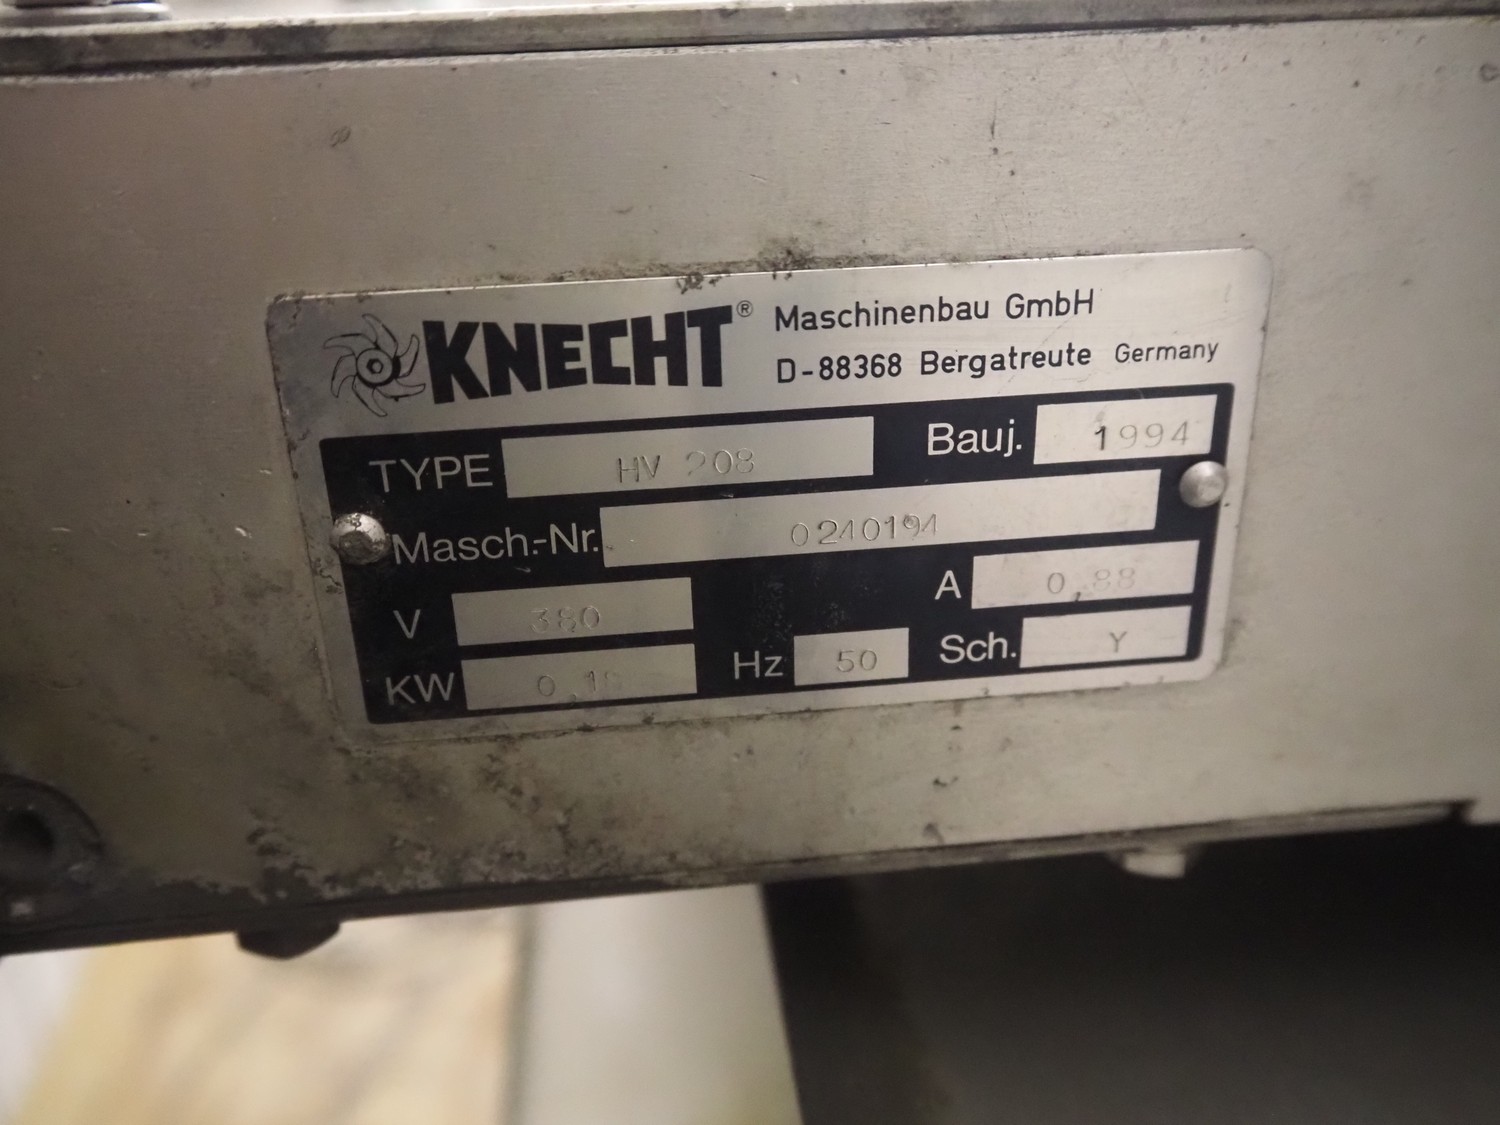 KNECHT® Maschinenbau GmbH
D-88368 Bergatreute Germany
TYPE HV 208 Bauj. 1994
Masch.-Nr. 0240194
V 380 A 0,88
KW Hz 50 Sch. Y